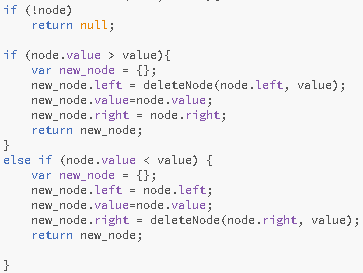 if (!node)
    return null;

if (node.value > value){
    var new_node = {};
    new_node.left = deleteNode(node.left, value);
    new_node.value=node.value;
    new_node.right = node.right;
    return new_node;
}
else if (node.value < value) {
    var new_node = {};
    new_node.left = node.left;
    new_node.value=node.value;
    new_node.right = deleteNode(node.right, value);
    return new_node;

}